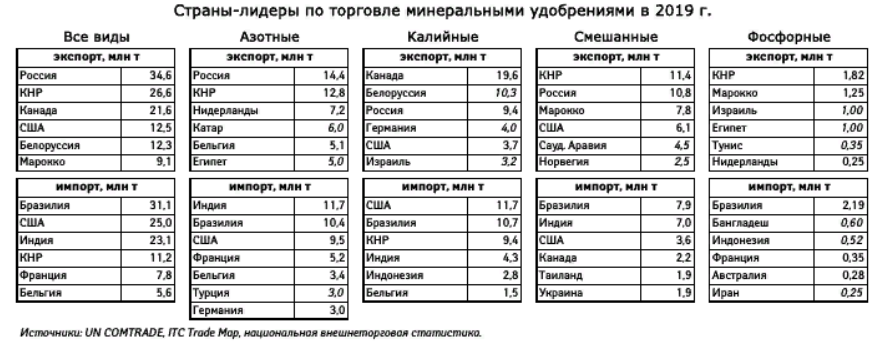 Страны-лидеры по торговле минеральными удобрениями в 2019 г.
Все виды
экспорт, млн т
Россия 34,6
КНР 26,6
Канада 21,6
США 12,5
Белоруссия 12,3
Марокко 9,1
импорт, млн т
Бразилия 31,1
США 25,0
Индия 23,1
КНР 11,2
Франция 7,8
Бельгия 5,6
Азотные
экспорт, млн т
Россия 14,4
КНР 12,8
Нидерланды 7,2
Катар 6,0
Бельгия 5,1
Египет 5,0
импорт, млн т
Индия 11,7
Бразилия 10,4
США 9,5
Франция 5,2
Бельгия 3,4
Турция 3,0
Германия 3,0
Калийные
экспорт, млн т
Канада 19,6
Белоруссия 10,3
Россия 9,4
Германия 4,0
США 3,7
Израиль 3,2
импорт, млн т
США 11,7
Бразилия 10,7
КНР 9,4
Индия 4,3
Индонезия 2,8
Бельгия 1,5
Смешанные
экспорт, млн т
КНР 11,4
Россия 10,8
Марокко 7,8
США 6,1
Сауд. Аравия 4,5
Норвегия 2,5
импорт, млн т
Бразилия 7,9
Индия 7,0
США 3,6
Канада 2,2
Таиланд 1,9
Украина 1,9
Фосфорные
экспорт, млн т
КНР 1,82
Марокко 1,25
Израиль 1,00
Египет 1,00
Тунис 0,35
Нидерланды 0,25
импорт, млн т
Бразилия 2,19
Бангладеш 0,60
Индонезия 0,52
Франция 0,35
Австралия 0,28
Иран 0,25
Источники: UN COMTRADE, ITC Trade Map, национальная внешнеторговая статистика.